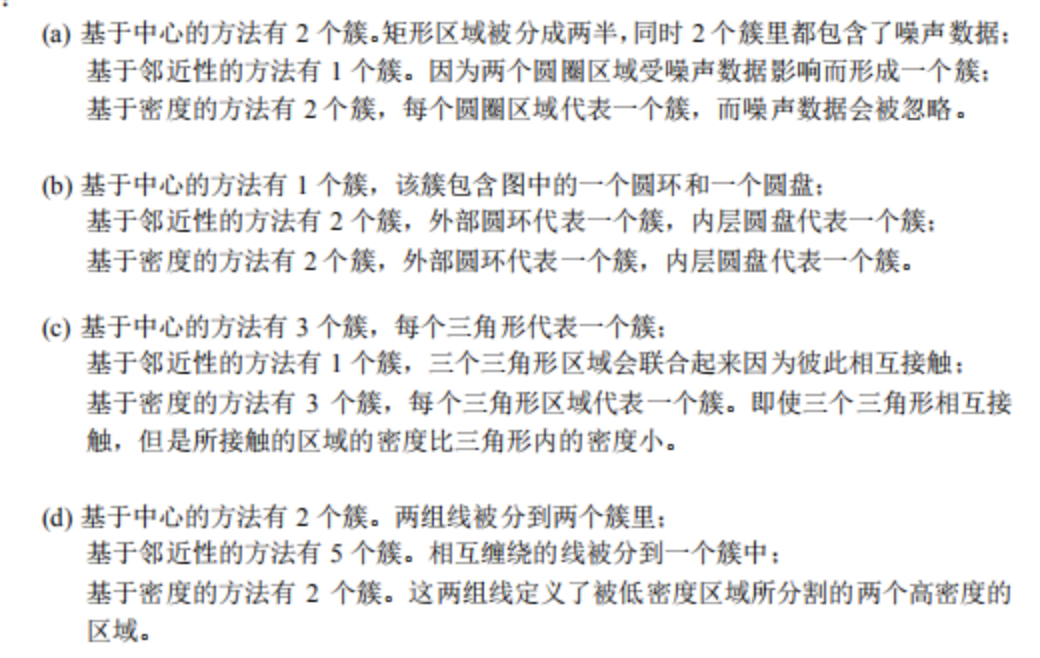 (a) 基于中心的方法有 2 个簇。矩形区域被分成两半，同时 2 个簇里都包含了噪声数据；
基于邻近性的方法有 1 个簇。因为两个圆圈区域受噪声数据影响而形成一个簇；
基于密度的方法有 2 个簇，每个圆圈区域代表一个簇，而噪声数据会被忽略。
(b) 基于中心的方法有 1 个簇，该簇包含图中的一个圆环和一个圆盘；
基于邻近性的方法有 2 个簇，外部圆环代表一个簇，内层圆盘代表一个簇；
基于密度的方法有 2 个簇，外部圆环代表一个簇，内层圆盘代表一个簇。
(c) 基于中心的方法有 3 个簇，每个三角形代表一个簇；
基于邻近性的方法有 1 个簇，三个三角形区域会联合起来因为彼此相互接触；
基于密度的方法有 3 个簇，每个三角形区域代表一个簇。即使三个三角形相互接
触，但是所接触的区域的密度比三角形内的密度小。
(d) 基于中心的方法有 2 个簇。两组线被分到两个簇里；
基于邻近性的方法有 5 个簇。相互缠绕的线被分到一个簇中；
基于密度的方法有 2 个簇。这两组线定义了被低密度区域所分割的两个高密度的
区域。